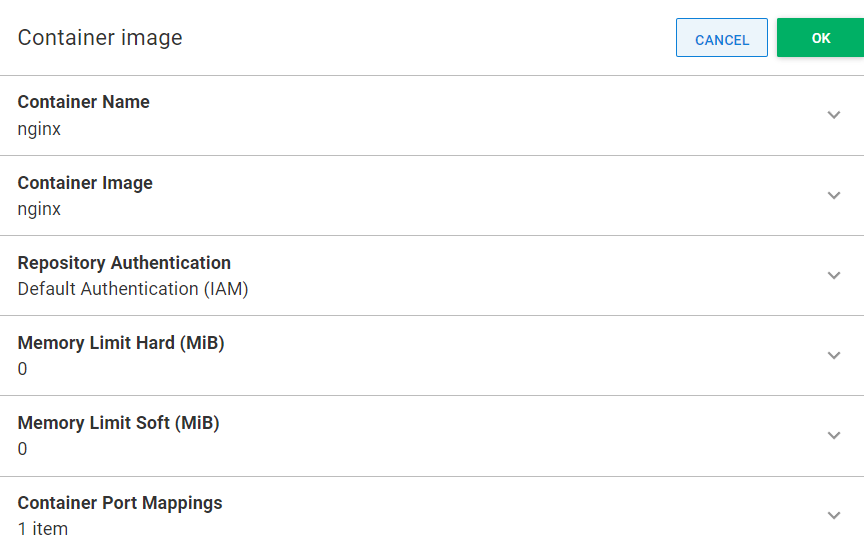 Container image
CANCEL
OK
Container Name
nginx
Container Image
nginx
Repository Authentication
Default Authentication (IAM)
Memory Limit Hard (MiB)
0
Memory Limit Soft (MiB)
0
Container Port Mappings
1 item